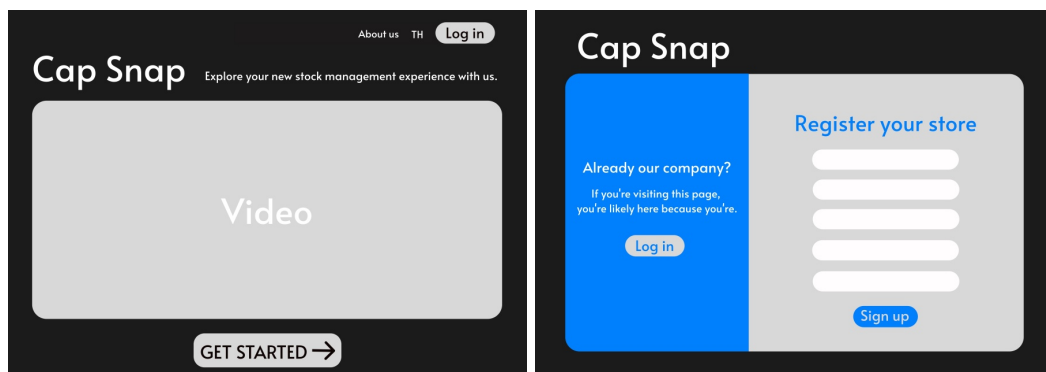 About us TH Log in
Cap Snap Explore your new stock management experience with us.
Video
GET STARTED
Cap Snap
Already our company?
If you're visiting this page,
you're likely here because you're.
Log in
Register your store
Sign up